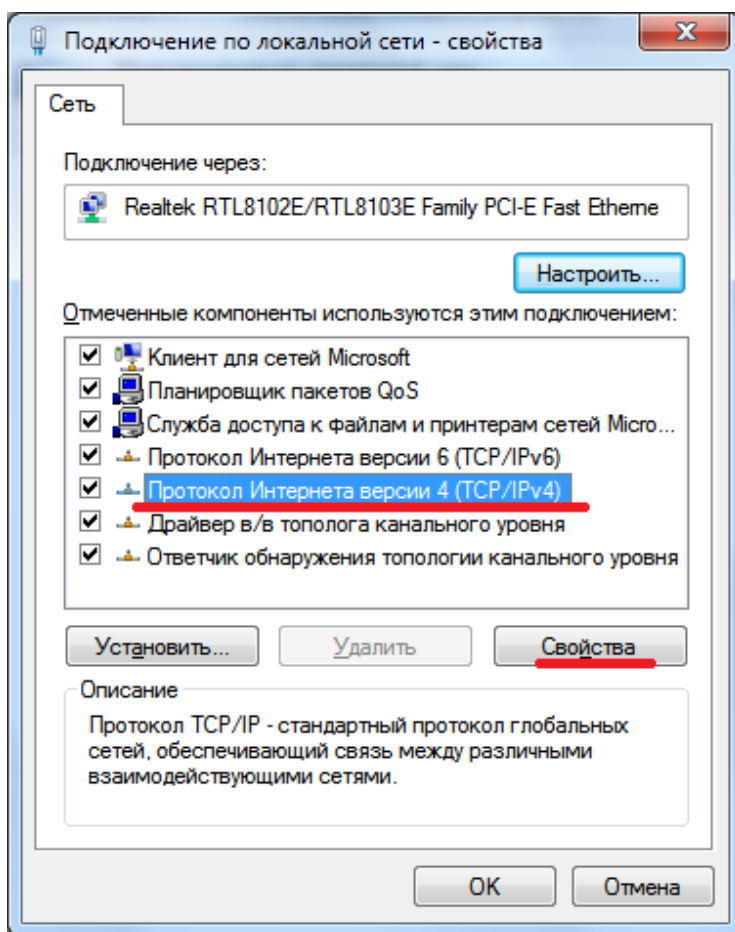 Подключение по локальной сети - свойства
Сеть
Подключение через:
Realtek RTL8102E/RTL8103E Family PCI-E Fast Etherne
Настроить...
Отмеченные компоненты используются этим подключением:
Клиент для сетей Microsoft
Планировщик пакетов QoS
Служба доступа к файлам и принтерам сетей Micro...
Протокол Интернета версии 6 (TCP/IPv6)
Протокол Интернета версии 4 (TCP/IPv4)
Драйвер в/в тополога канального уровня
Ответчик обнаружения топологии канального уровня
Установить... Удалить Свойства
Описание
Протокол TCP/IP - стандартный протокол глобальных
сетей, обеспечивающий связь между различными
взаимодействующими сетями.
OK Отмена